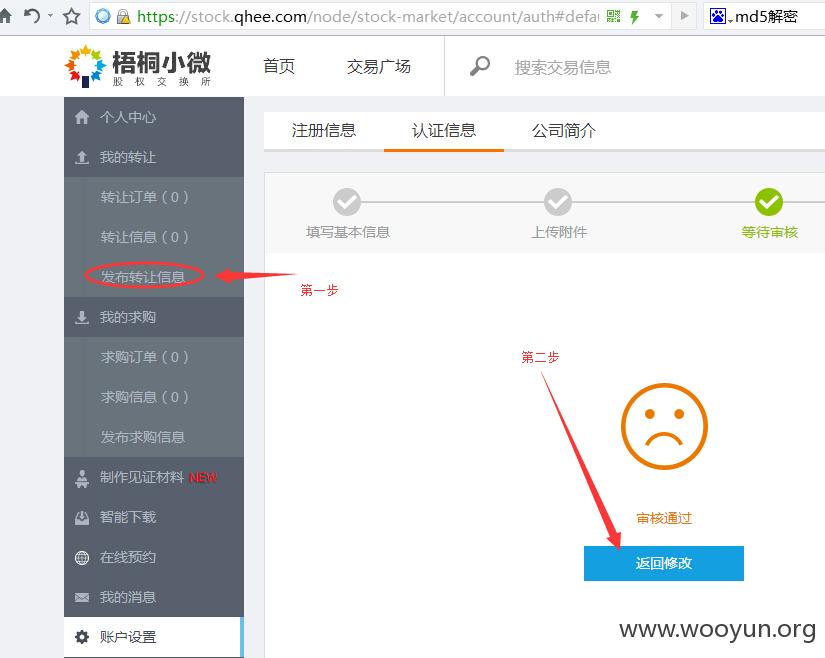 https://stock.qhee.com/node/stock-market/account/auth#defau
md5解密
梧桐小微
股权交换所
首页
交易广场
搜索交易信息
个人中心
我的转让
转让订单（0）
转让信息（0）
发布转让信息
我的求购
求购订单（0）
求购信息（0）
发布求购信息
制作见证材料 NEW
智能下载
在线预约
我的消息
账户设置
注册信息
认证信息
公司简介
填写基本信息
上传附件
等待审核
第一步
第二步
审核通过
返回修改
www.wooyun.org